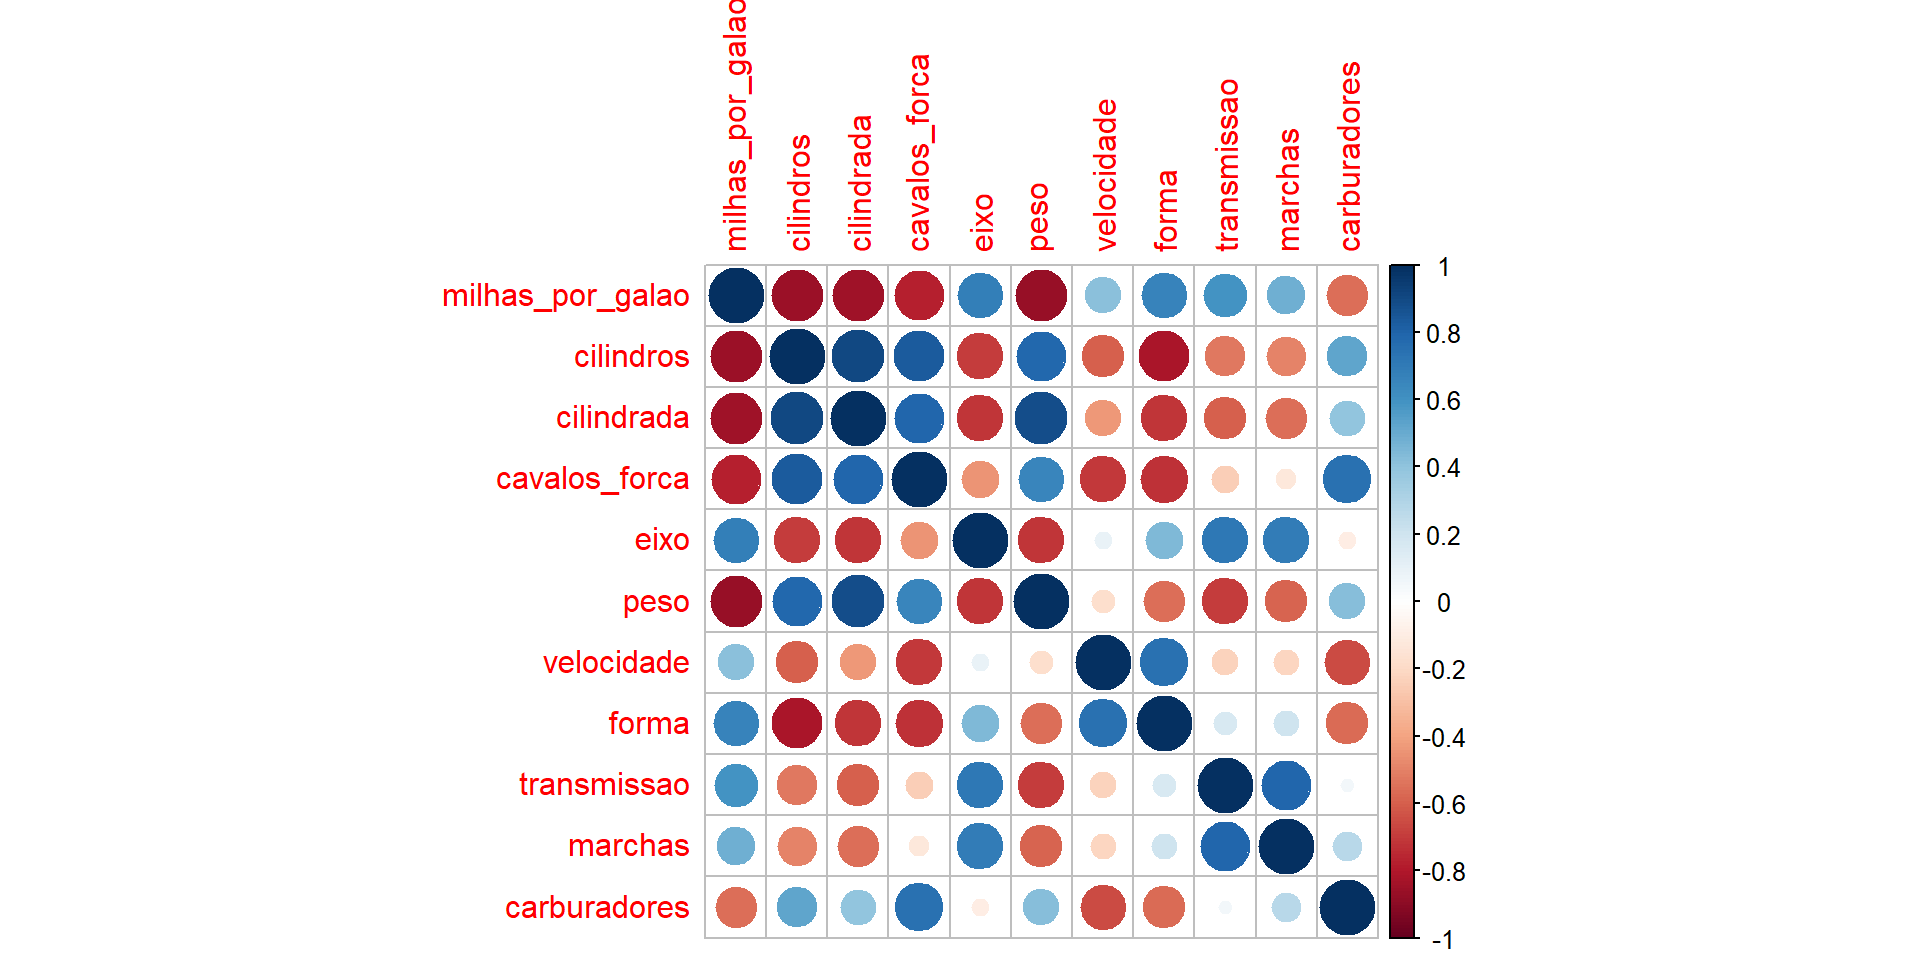 milhas_por_galao
cilindros
cilindrada
cavalos_forca
eixo
peso
velocidade
forma
transmissao
marchas
carburadores
milhas_por_galao
cilindros
cilindrada
cavalos_forca
eixo
peso
velocidade
forma
transmissao
marchas
carburadores
1
0.8
0.6
0.4
0.2
0
-0.2
-0.4
-0.6
-0.8
-1